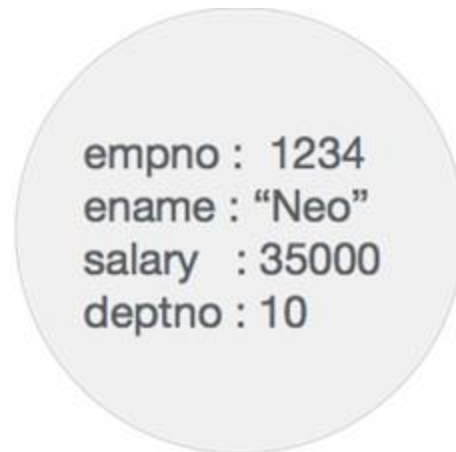 empno :  1234
ename : “Neo”
salary   : 35000
deptno : 10